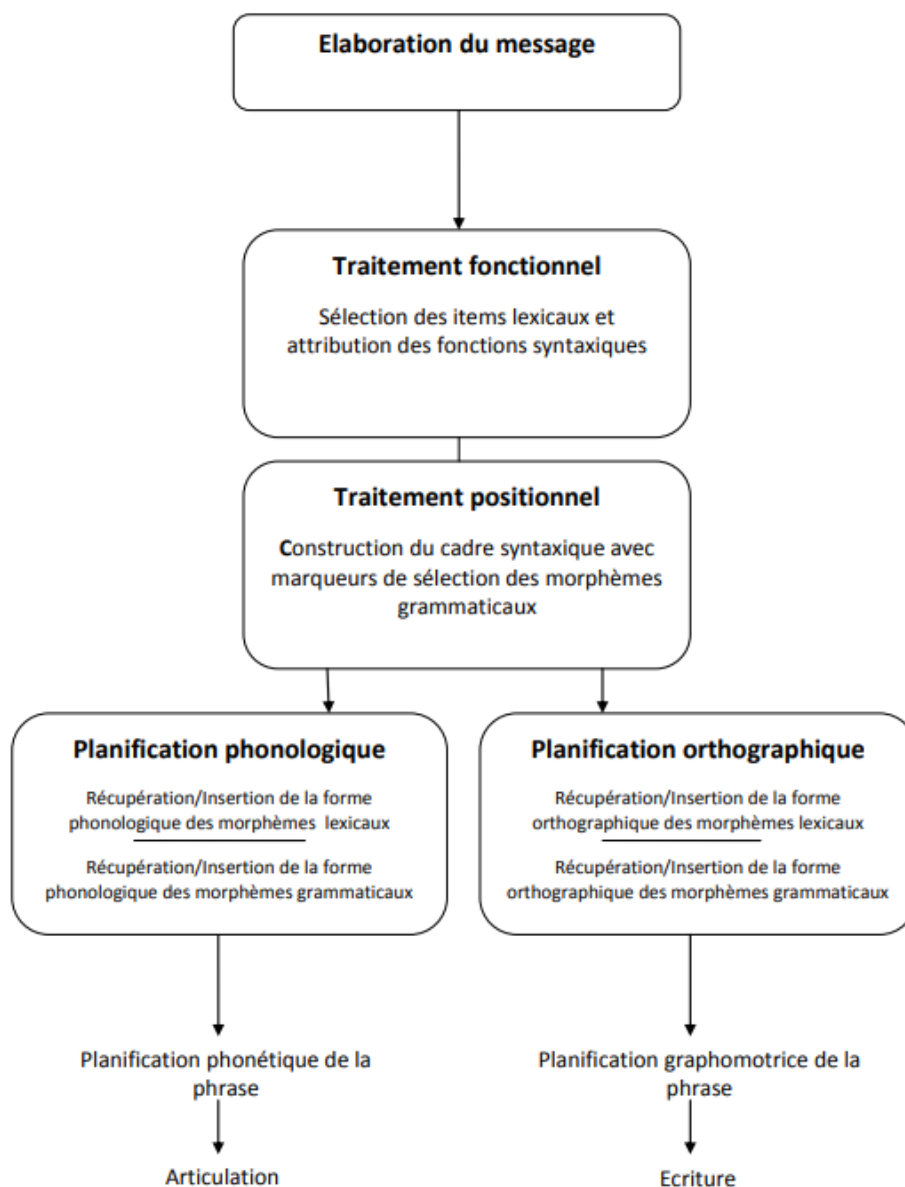 Elaboration du message
Traitement fonctionnel
Sélection des items lexicaux et
attribution des fonctions syntaxiques
Traitement positionnel
Construction du cadre syntaxique avec
marqueurs de sélection des morphèmes
grammaticaux
Planification phonologique
Récupération/Insertion de la forme
phonologique des morphèmes lexicaux
Récupération/Insertion de la forme
phonologique des morphèmes grammaticaux
Planification orthographique
Récupération/Insertion de la forme
orthographique des morphèmes lexicaux
Récupération/Insertion de la forme
orthographique des morphèmes grammaticaux
Planification phonétique de la
phrase
Planification graphomotrice de la
phrase
Articulation
Ecriture